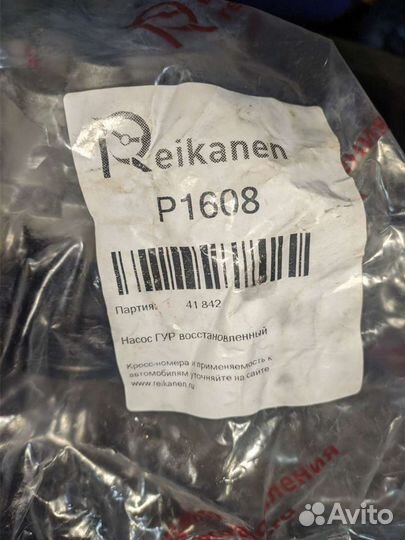 Reikanen
P1608
Партия: 41 842
Насос ГУР восстановленный
Кросс-номера и применяемость к
автомобилям уточняйте на сайте
www.reikanen.ru
Avito